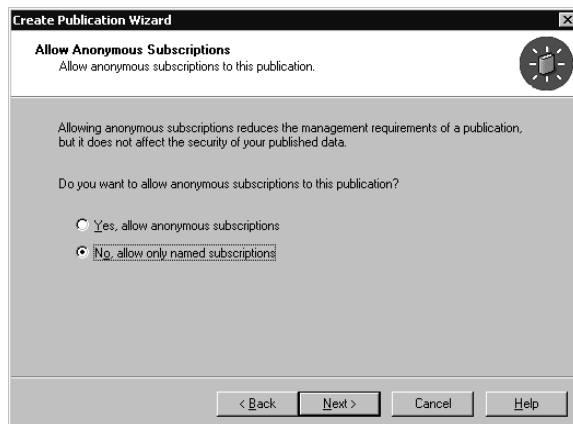 Create Publication Wizard
Allow Anonymous Subscriptions
Allow anonymous subscriptions to this publication.
Allowing anonymous subscriptions reduces the management requirements of a publication,
but it does not affect the security of your published data.
Do you want to allow anonymous subscriptions to this publication?
Yes, allow anonymous subscriptions
No, allow only named subscriptions
< Back Next > Cancel Help